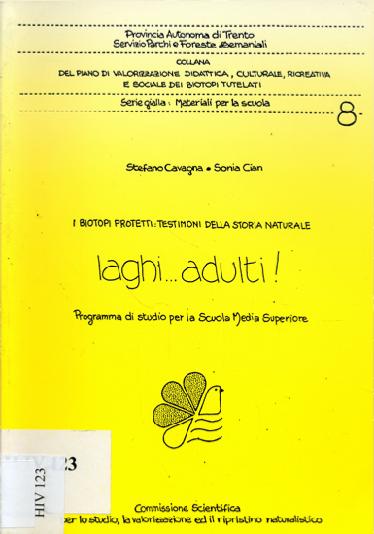 Provincia Autonoma di Trento
Servizio Parchi e Foreste Demaniali
COLLANA
DEL PIANO DI VALORIZZAZIONE DIDATTICA, CULTURALE, RICREATIVA
E SOCIALE DEI BIOTOPI TUTELATI
Serie gialla: Materiali per la scuola
8
Stefano Cavagna • Sonia Cian
I BIOTOPI PROTETTI: TESTIMONI DELLA STORIA NATURALE
laghi... adulti!
Programma di studio per la Scuola Media Superiore
123
HIV 123
Commissione Scientifica
per lo studio, la valorizzazione ed il ripristino naturalistico